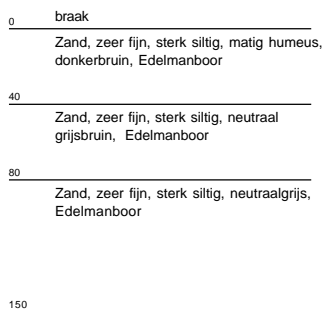 braak
0
Zand, zeer fijn, sterk siltig, matig humeus,
donkerbruin, Edelmanboor
40
Zand, zeer fijn, sterk siltig, neutraal
grijsbruin, Edelmanboor
80
Zand, zeer fijn, sterk siltig, neutraalgrijs,
Edelmanboor
150